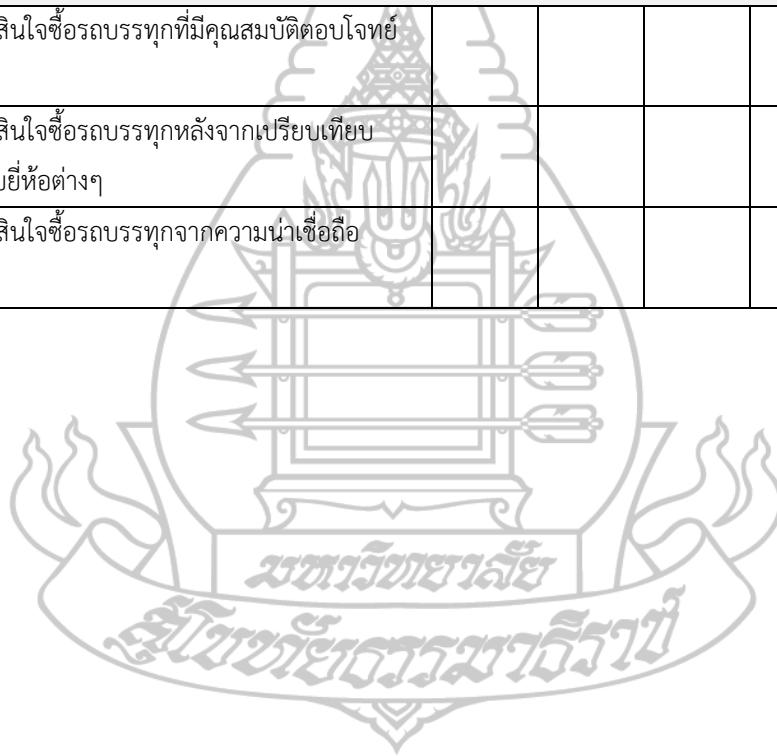 สินใจซื้อรถบรรทุกที่มีคุณสมบัติตอบโจทย์
สินใจซื้อรถบรรทุกหลังจากเปรียบเทียบ
บยี่ห้อต่างๆ
สินใจซื้อรถบรรทุกจากความน่าเชื่อถือ
มหาวิทยาลัย
สุโขทัยธรรมาธิราช